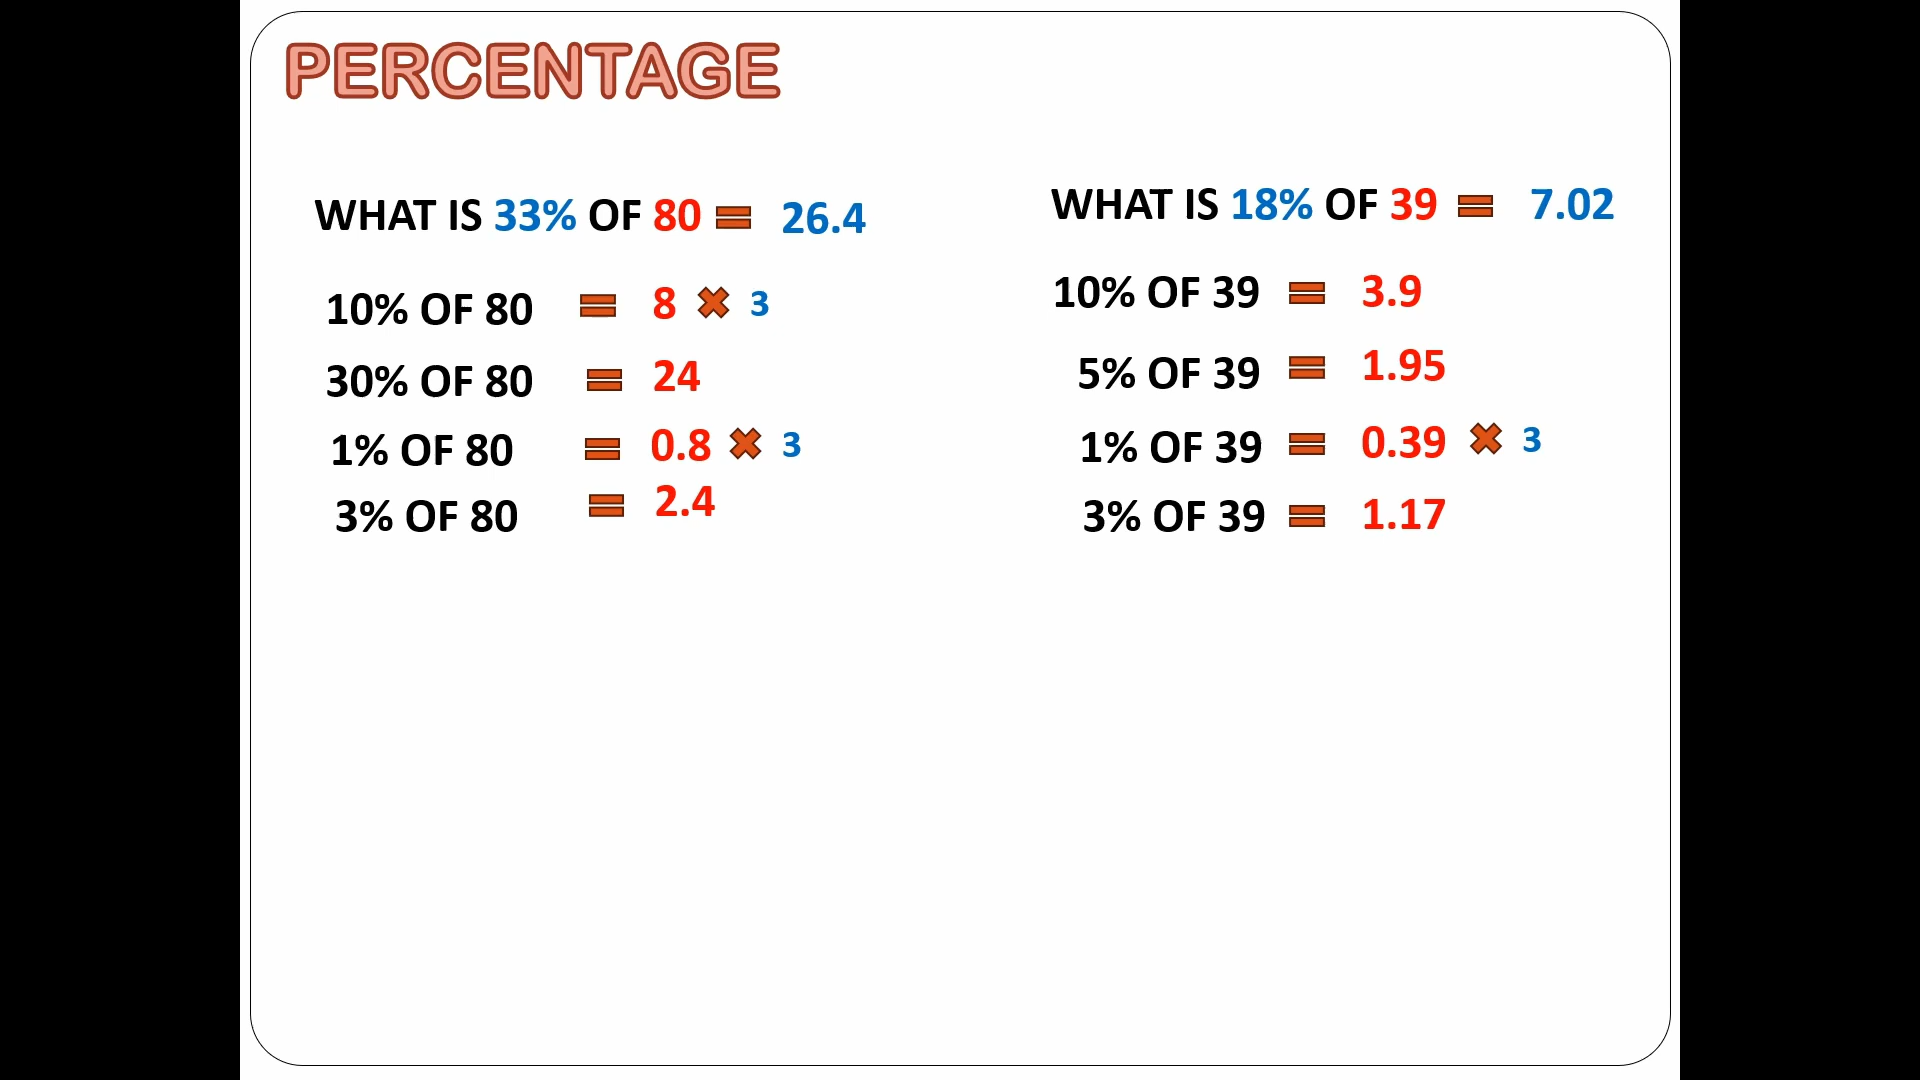 PERCENTAGE
WHAT IS 33% OF 80 = 26.4
10% OF 80 = 8 ✖ 3
30% OF 80 = 24
1% OF 80 = 0.8 ✖ 3
3% OF 80 = 2.4
WHAT IS 18% OF 39 = 7.02
10% OF 39 = 3.9
5% OF 39 = 1.95
1% OF 39 = 0.39 ✖ 3
3% OF 39 = 1.17